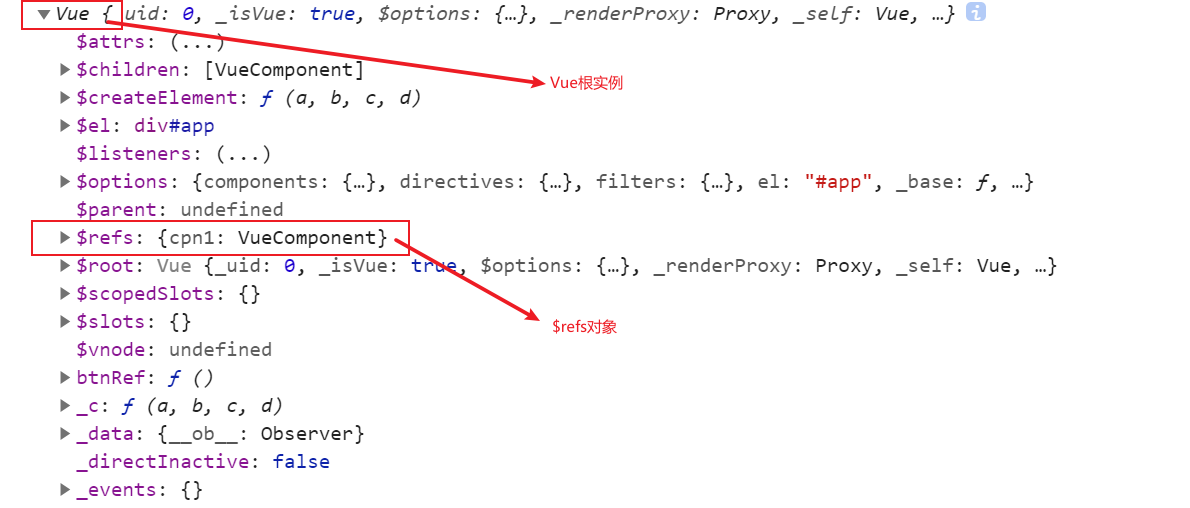 Vue {_uid: 0, _isVue: true, $options: {…}, _renderProxy: Proxy, _self: Vue, …} i
$attrs: (...)
$children: [VueComponent]
Vue根实例
$createElement: ƒ (a, b, c, d)
$el: div#app
$listeners: (...)
$options: {components: {…}, directives: {…}, filters: {…}, el: "#app", _base: ƒ, …}
$parent: undefined
$refs: {cpn1: VueComponent}
$root: Vue {_uid: 0, _isVue: true, $options: {…}, _renderProxy: Proxy, _self: Vue, …}
$scopedSlots: {}
$slots: {}
$refs对象
$vnode: undefined
btnRef: ƒ ()
_c: ƒ (a, b, c, d)
_data: {__ob__: Observer}
_directInactive: false
_events: {}